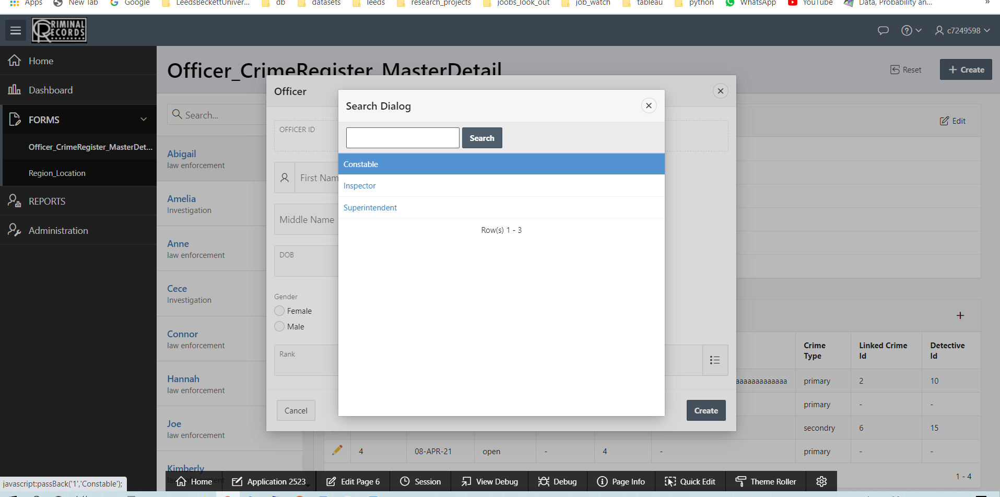 Apps New Tab Google LeedsBeckettUniver... db datasets leeds research_projects joobs_look_out job_watch tableau python WhatsApp YouTube Data, Probability an... »
CRIMINAL
RECORDS
c7249598
Home
Dashboard
FORMS
Officer_CrimeRegister_MasterDet...
Region_Location
REPORTS
Administration
Officer_CrimeRegister_MasterDetail
Reset
Create
Search...
Edit
Abigail
law enforcement
Amelia
Investigation
Anne
law enforcement
Cece
Investigation
Connor
law enforcement
Hannah
law enforcement
Joe
law enforcement
Kimberly
Officer
OFFICER ID
First Nam
Middle Name
DOB
Gender
Female
Male
Rank
Cancel
Create
Search Dialog
Search
Constable
Inspector
Superintendent
Row(s) 1 - 3
Crime Type Linked Crime Id Detective Id
aaaaaaaaaaaaa primary 2 10
primary - -
secondry 6 15
4 08-APR-21 open - 4 - primary - -
1 - 4
javascript:passBack('1','Constable');
Home Application 2523 Edit Page 6 Session View Debug Debug Page Info Quick Edit Theme Roller